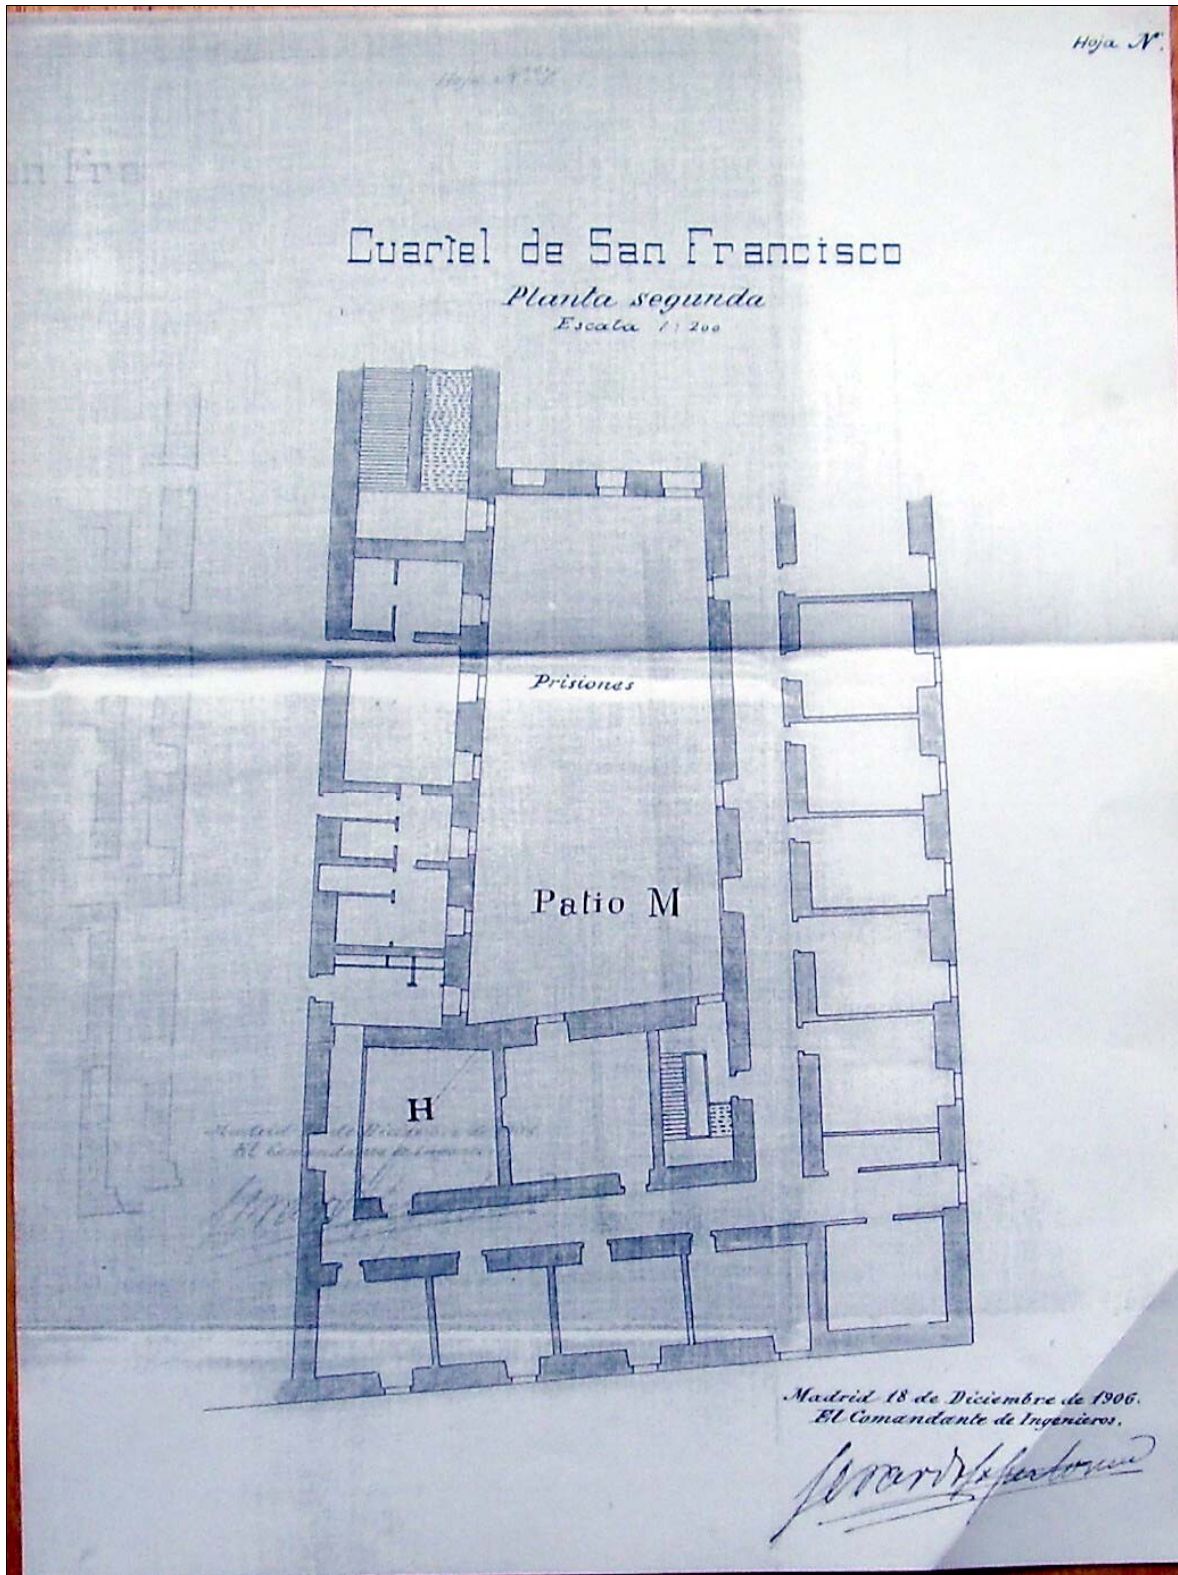 Hoja Nº
Cuartel de San Francisco
Planta segunda
Escala 1:200
Prisiones
Patio M
H
Madrid 18 de Diciembre de 1906.
El Comandante de Ingenieros,